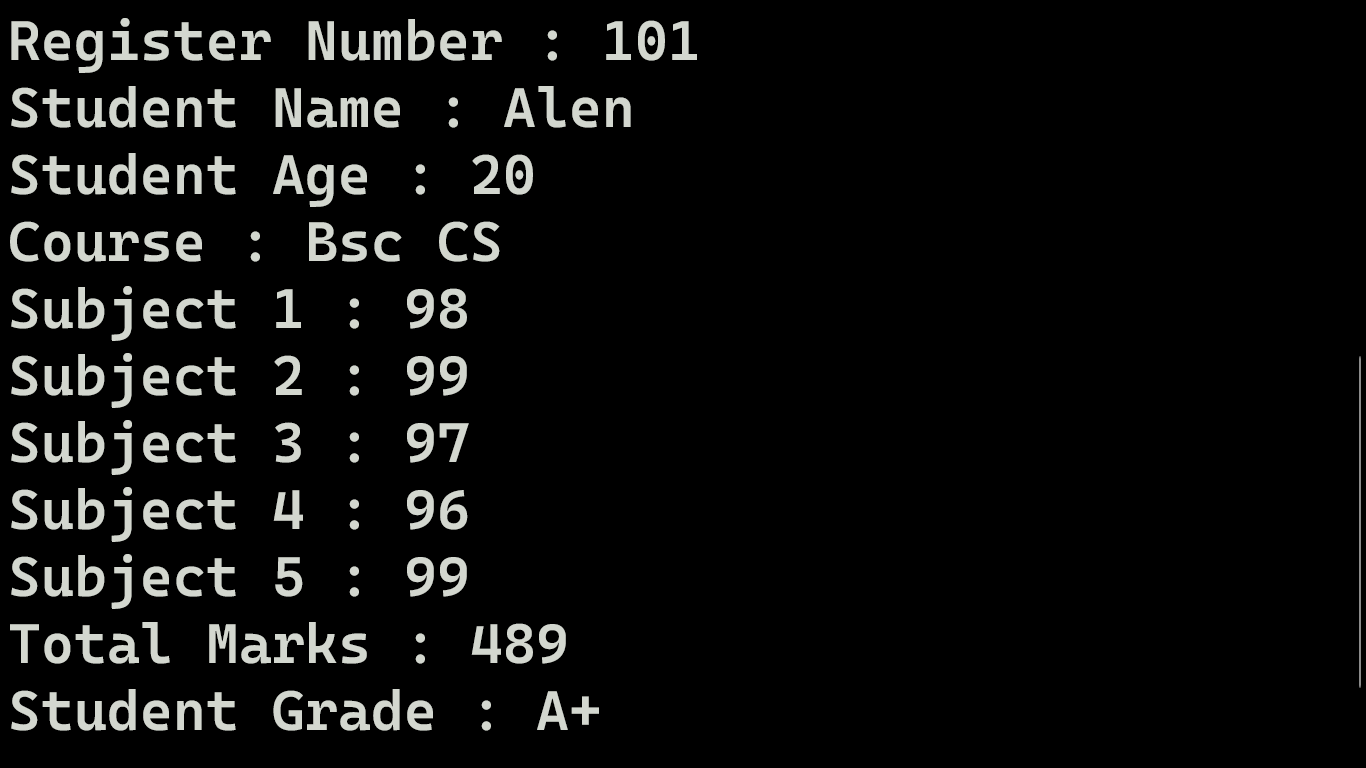 Register Number : 101
Student Name : Alen
Student Age : 20
Course : Bsc CS
Subject 1 : 98
Subject 2 : 99
Subject 3 : 97
Subject 4 : 96
Subject 5 : 99
Total Marks : 489
Student Grade : A+